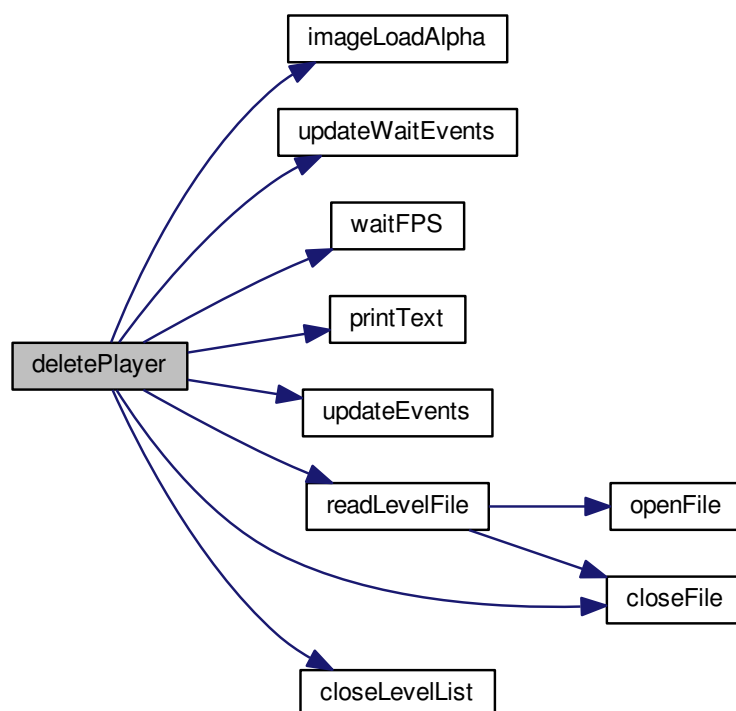 imageLoadAlpha
updateWaitEvents
waitFPS
printText
deletePlayer
updateEvents
readLevelFile
openFile
closeFile
closeLevelList